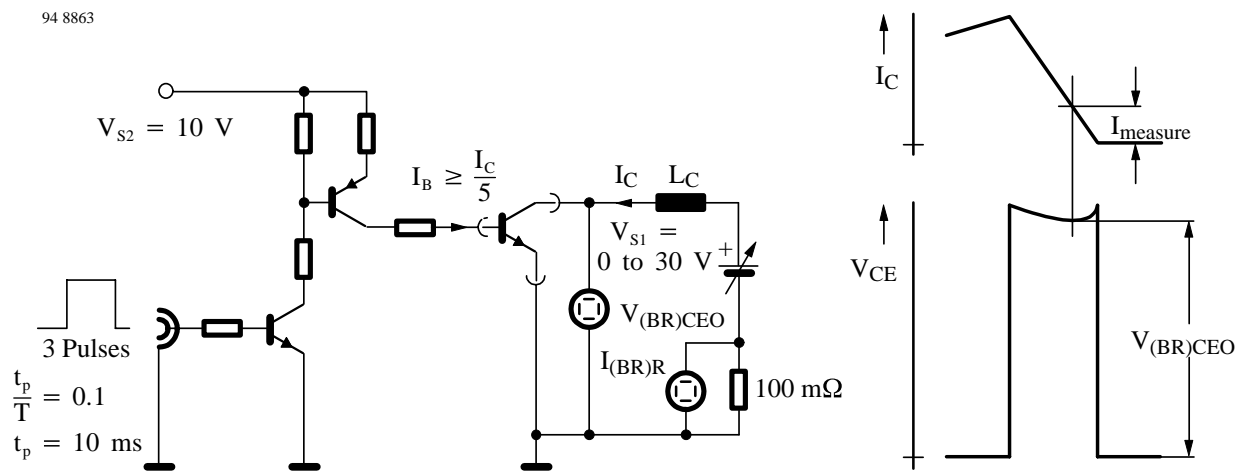 94 8863
V_S2 = 10 V
I_B ≥ I_C/5
I_C
L_C
V_S1 =
0 to 30 V
+
V_(BR)CEO
I_(BR)R
100 mΩ
3 Pulses
t_p/T = 0.1
t_p = 10 ms
I_C
I_measure
V_CE
V_(BR)CEO